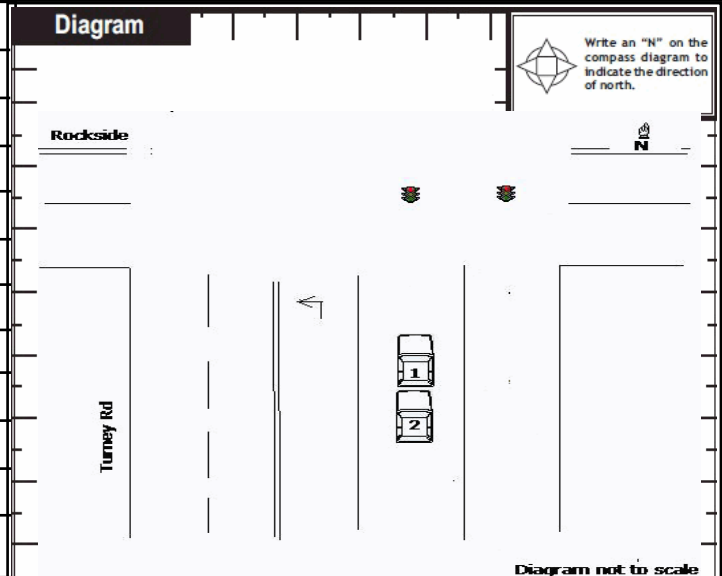 Diagram
Write an “N” on the
compass diagram to
indicate the direction
of north.
Rockside
N
1
2
Turney Rd
Diagram not to scale